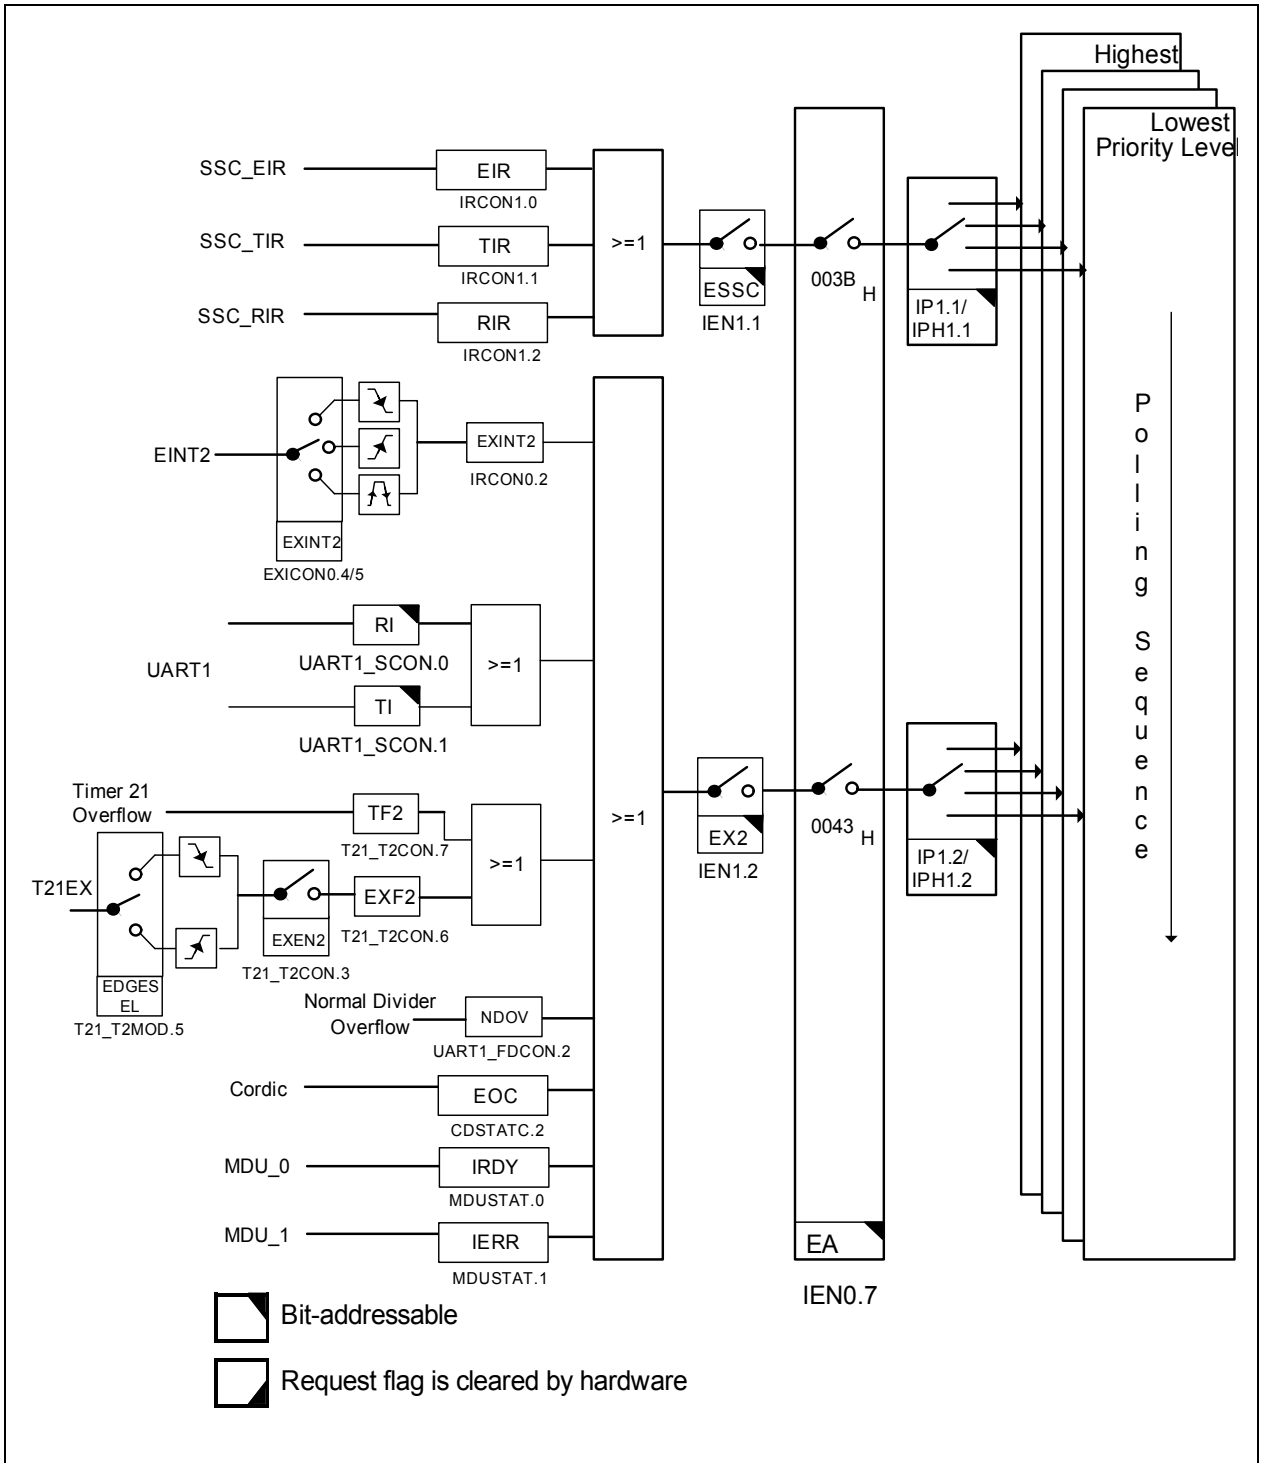 Highest
Lowest
Priority Level
SSC_EIR
EIR
IRCON1.0
SSC_TIR
TIR
IRCON1.1
SSC_RIR
RIR
IRCON1.2
>=1
ESSC
IEN1.1
003B H
IP1.1/
IPH1.1
EINT2
EXINT2
EXICON0.4/5
EXINT2
IRCON0.2
UART1
RI
UART1_SCON.0
TI
UART1_SCON.1
>=1
Timer 21
Overflow
TF2
T21_T2CON.7
T21EX
EDGES
EL
T21_T2MOD.5
EXEN2
T21_T2CON.3
EXF2
T21_T2CON.6
>=1
Normal Divider
Overflow
NDOV
UART1_FDCON.2
Cordic
EOC
CDSTATC.2
MDU_0
IRDY
MDUSTAT.0
MDU_1
IERR
MDUSTAT.1
>=1
EX2
IEN1.2
0043 H
IP1.2/
IPH1.2
EA
IEN0.7
Polling Sequence
Bit-addressable
Request flag is cleared by hardware